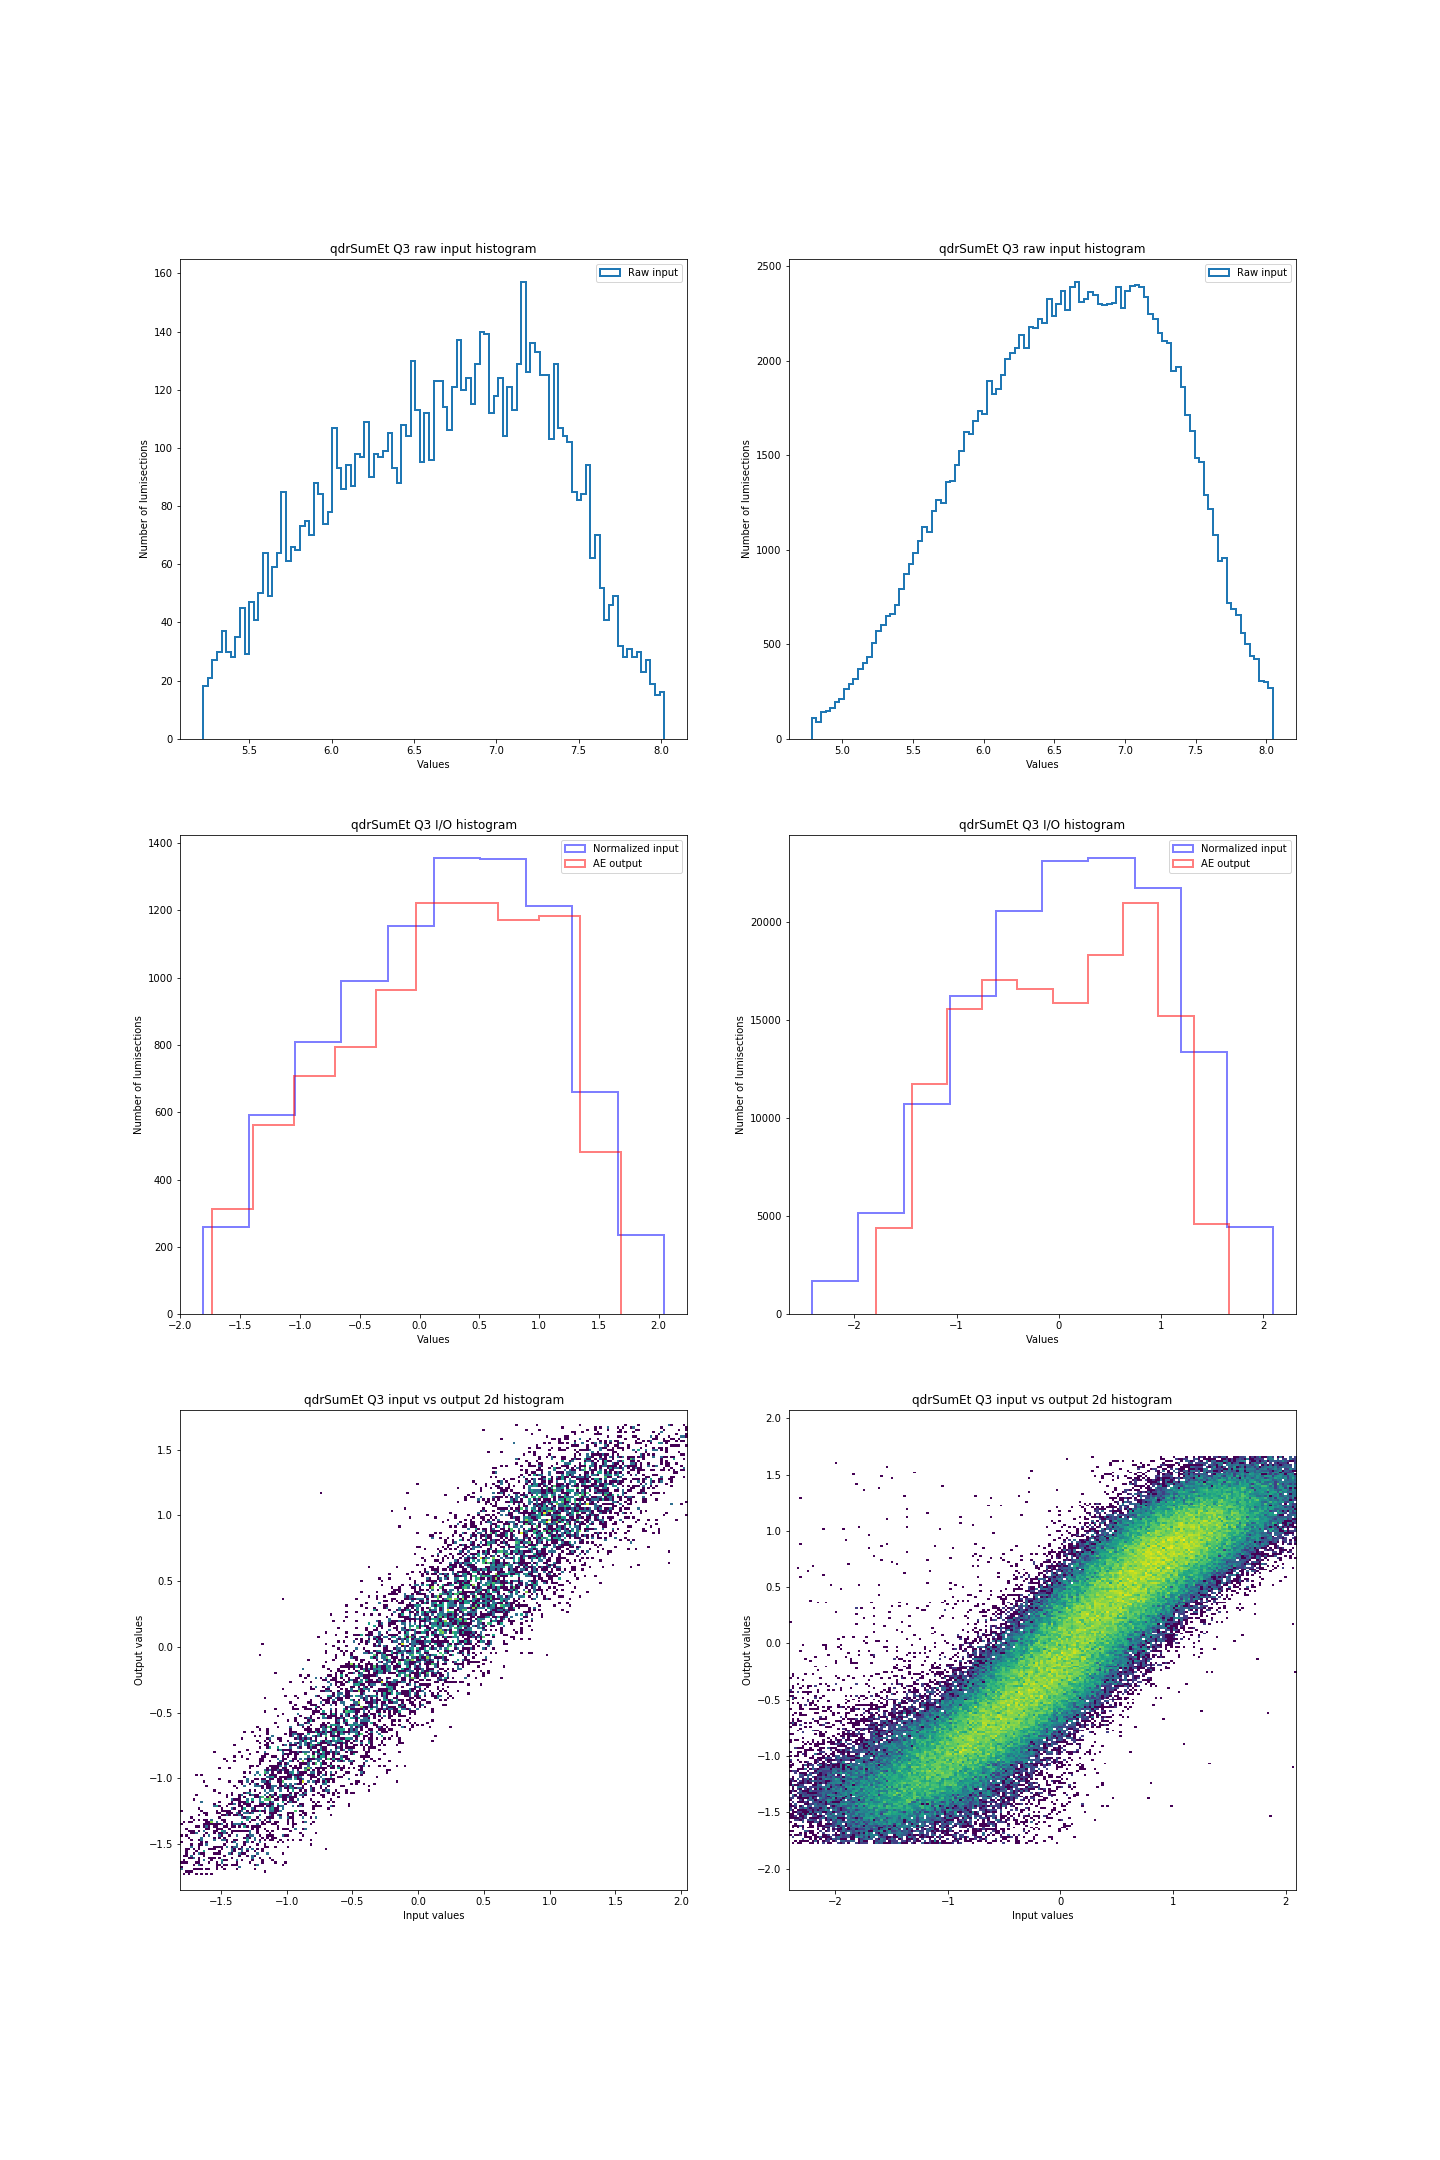 qdrSumEt Q3 raw input histogram
Raw input
160
140
120
100
80
60
40
20
0
Number of lumisections
5.5 6.0 6.5 7.0 7.5 8.0
Values
qdrSumEt Q3 raw input histogram
Raw input
2500
2000
1500
1000
500
0
Number of lumisections
5.0 5.5 6.0 6.5 7.0 7.5 8.0
Values
qdrSumEt Q3 I/O histogram
Normalized input
AE output
1400
1200
1000
800
600
400
200
0
Number of lumisections
−2.0 −1.5 −1.0 −0.5 0.0 0.5 1.0 1.5 2.0
Values
qdrSumEt Q3 I/O histogram
Normalized input
AE output
20000
15000
10000
5000
0
Number of lumisections
−2 −1 0 1 2
Values
qdrSumEt Q3 input vs output 2d histogram
1.5
1.0
0.5
0.0
−0.5
−1.0
−1.5
Output values
−1.5 −1.0 −0.5 0.0 0.5 1.0 1.5 2.0
Input values
qdrSumEt Q3 input vs output 2d histogram
2.0
1.5
1.0
0.5
0.0
−0.5
−1.0
−1.5
−2.0
Output values
−2 −1 0 1 2
Input values